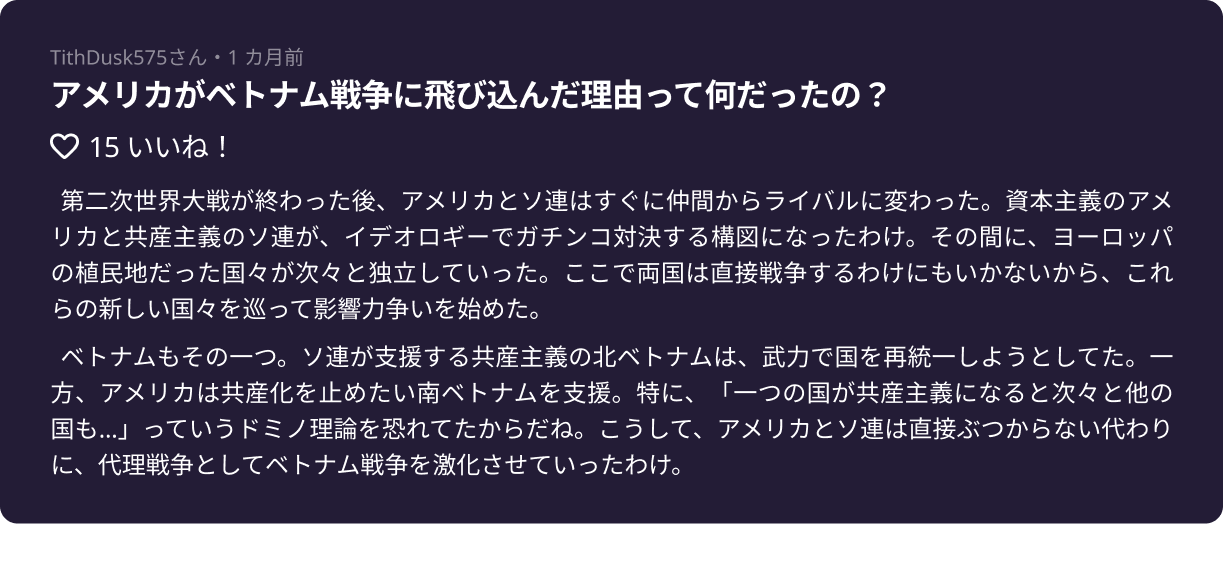 TithDusk575さん・1 カ月前
アメリカがベトナム戦争に飛び込んだ理由って何だったの？
15 いいね！
第二次世界大戦が終わった後、アメリカとソ連はすぐに仲間からライバルに変わった。資本主義のアメ
リカと共産主義のソ連が、イデオロギーでガチンコ対決する構図になったわけ。その間に、ヨーロッパ
の植民地だった国々が次々と独立していった。ここで両国は直接戦争するわけにもいかないから、これ
らの新しい国々を巡って影響力争いを始めた。
ベトナムもその一つ。ソ連が支援する共産主義の北ベトナムは、武力で国を再統一しようとしてた。一
方、アメリカは共産化を止めたい南ベトナムを支援。特に、「一つの国が共産主義になると次々と他の
国も...」っていうドミノ理論を恐れてたからだね。こうして、アメリカとソ連は直接ぶつからない代わり
に、代理戦争としてベトナム戦争を激化させていったわけ。